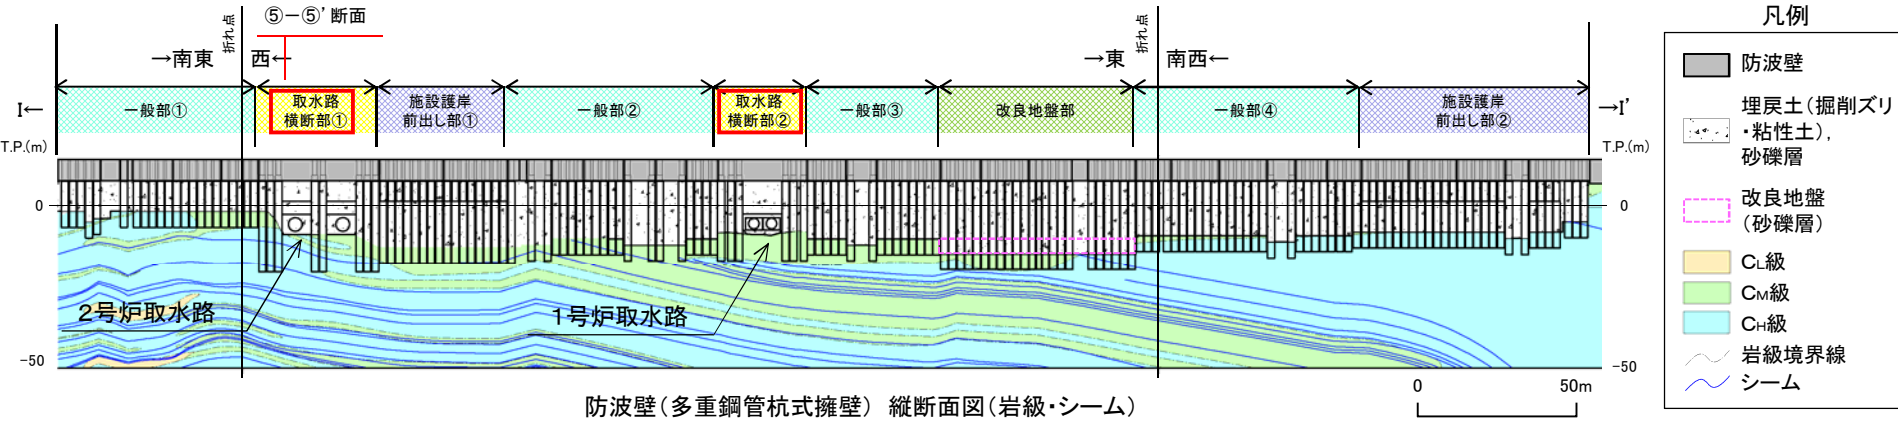 ⑤－⑤’断面
折れ点
→南東
西←
→東
折れ点
南西←
I←
一般部①
取水路
横断部①
施設護岸
前出し部①
一般部②
取水路
横断部②
一般部③
改良地盤部
一般部④
施設護岸
前出し部②
→I’
T.P.(m)
T.P.(m)
0
0
2号炉取水路
1号炉取水路
-50
-50
防波壁（多重鋼管杭式擁壁） 縦断面図（岩級・シーム）
0
50m
凡例
防波壁
埋戻土（掘削ズリ
・粘性土），
砂礫層
改良地盤
（砂礫層）
CL級
CM級
CH級
岩級境界線
シーム